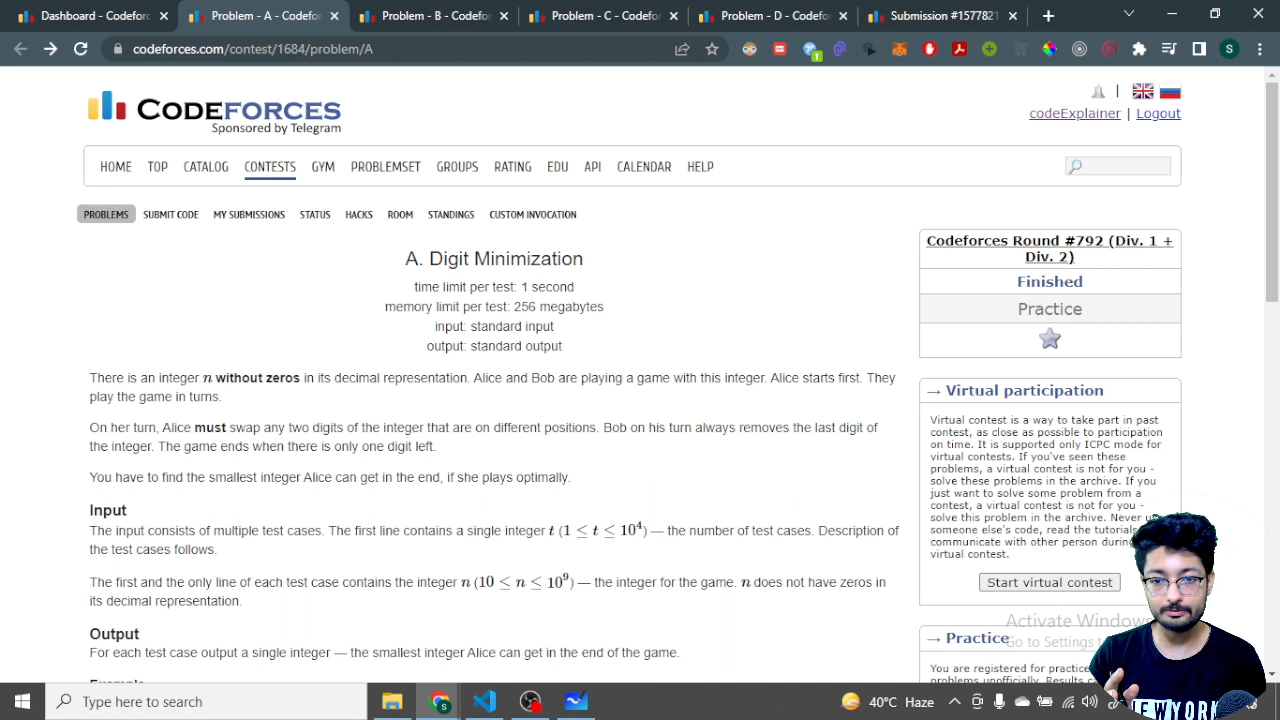 Dashboard - Codeforces
Problem - A - Codefor
Problem - B - Codefor
Problem - C - Codefor
Problem - D - Codefor
Submission #1577821
codeforces.com/contest/1684/problem/A
1
S
CODEFORCES
Sponsored by Telegram
|
codeExplainer | Logout
HOME TOP CATALOG CONTESTS GYM PROBLEMSET GROUPS RATING EDU API CALENDAR HELP
PROBLEMS SUBMIT CODE MY SUBMISSIONS STATUS HACKS ROOM STANDINGS CUSTOM INVOCATION
A. Digit Minimization
time limit per test: 1 second
memory limit per test: 256 megabytes
input: standard input
output: standard output
There is an integer n without zeros in its decimal representation. Alice and Bob are playing a game with this integer. Alice starts first. They
play the game in turns.
On her turn, Alice must swap any two digits of the integer that are on different positions. Bob on his turn always removes the last digit of
the integer. The game ends when there is only one digit left.
You have to find the smallest integer Alice can get in the end, if she plays optimally.
Input
The input consists of multiple test cases. The first line contains a single integer t (1 ≤ t ≤ 10⁴) — the number of test cases. Description of
the test cases follows.
The first and the only line of each test case contains the integer n (10 ≤ n ≤ 10⁹) — the integer for the game. n does not have zeros in
its decimal representation.
Output
For each test case output a single integer — the smallest integer Alice can get in the end of the game.
Codeforces Round #792 (Div. 1 +
Div. 2)
Finished
Practice
→ Virtual participation
Virtual contest is a way to take part in past
contest, as close as possible to participation
on time. It is supported only ICPC mode for
virtual contests. If you've seen these
problems, a virtual contest is not for you -
solve these problems in the archive. If you
just want to solve some problem from a
contest, a virtual contest is not for you -
solve this problem in the archive. Never u
someone else's code, read the tutorials
communicate with other person during
virtual contest.
Start virtual contest
Activate Windows
Go to Settings t
→ Practice
You are registered for practice
problems unofficially. Results c
NEWYORK
Type here to search
40°C Haze